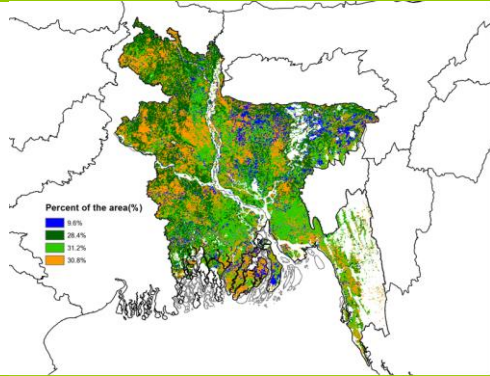 Percent of the area(%)
9.6%
28.4%
31.2%
30.8%